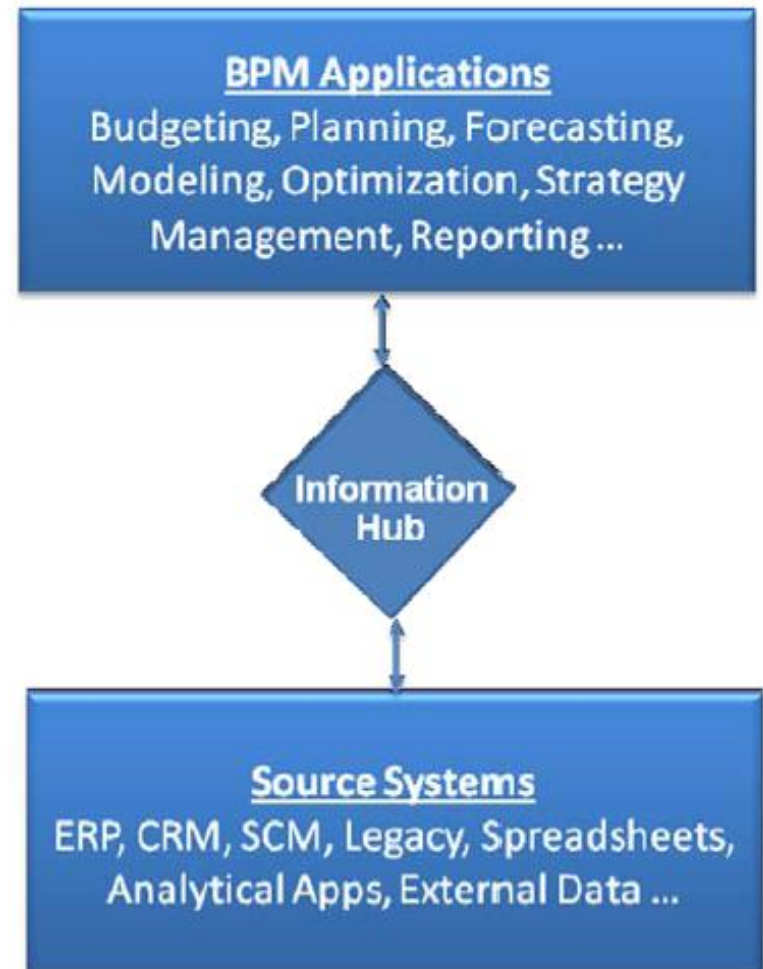 BPM Applications
Budgeting, Planning, Forecasting,
Modeling, Optimization, Strategy
Management, Reporting ...
Information
Hub
Source Systems
ERP, CRM, SCM, Legacy, Spreadsheets,
Analytical Apps, External Data ...